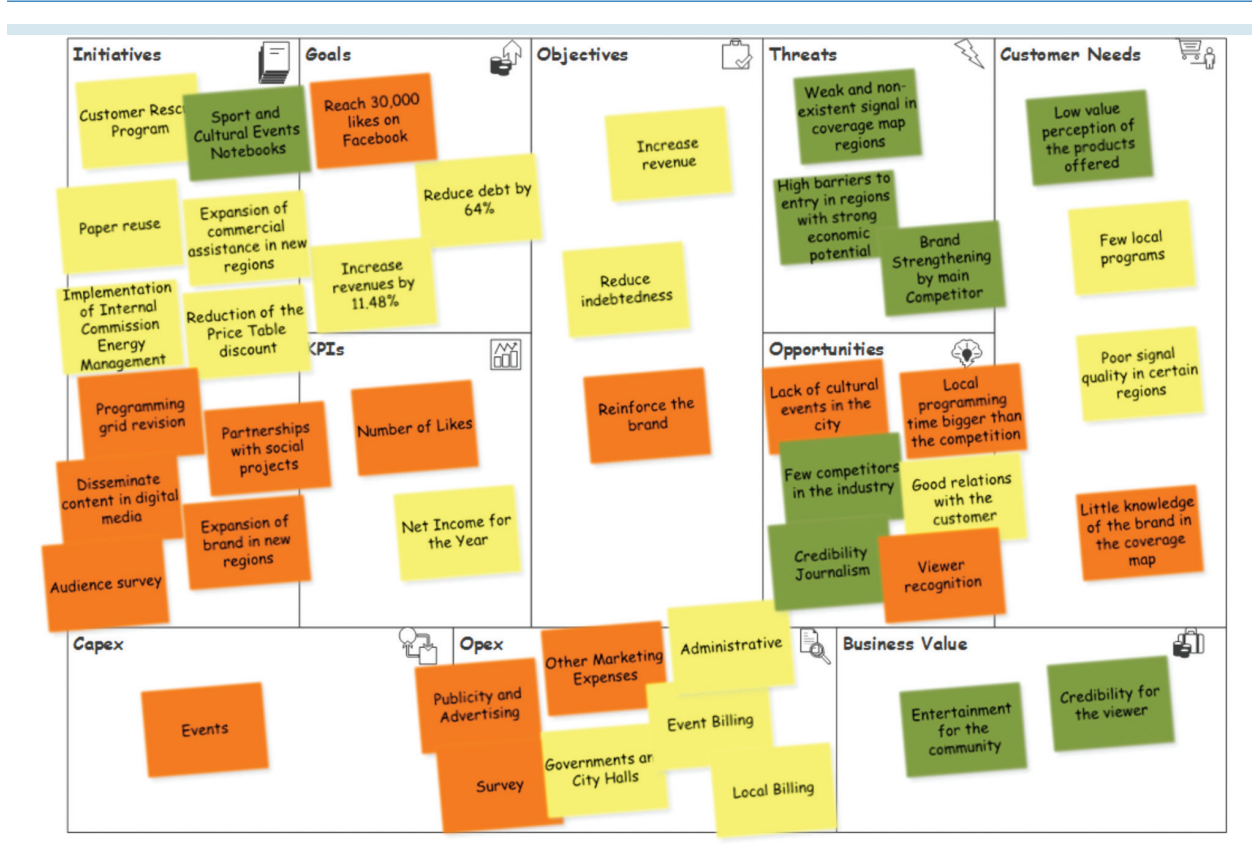 Initiatives
Customer Resc
Program
Sport and
Cultural Events
Notebooks
Paper reuse
Expansion of
commercial
assistance in new
regions
Implementation
of Internal
Commission
Energy
Management
Reduction of the
Price Table
discount
Programming
grid revision
Partnerships
with social
projects
Disseminate
content in digital
media
Expansion of
brand in new
regions
Audience survey
Goals
Reach 30,000
likes on
Facebook
Reduce debt by
64%
Increase
revenues by
11.48%
KPIs
Number of Likes
Net Income for
the Year
Objectives
Increase
revenue
Reduce
indebtedness
Reinforce the
brand
Threats
Weak and non-
existent signal in
coverage map
regions
High barriers to
entry in regions
with strong
economic
potential
Brand
Strengthening
by main
Competitor
Opportunities
Lack of cultural
events in the
city
Local
programming
time bigger than
the competition
Few competitors
in the industry
Good relations
with the
customer
Credibility
Journalism
Viewer
recognition
Customer Needs
Low value
perception of
the products
offered
Few local
programs
Poor signal
quality in certain
regions
Little knowledge
of the brand in
the coverage
map
Capex
Events
Opex
Other Marketing
Expenses
Administrative
Publicity and
Advertising
Event Billing
Governments an
City Halls
Survey
Local Billing
Business Value
Entertainment
for the
community
Credibility for
the viewer